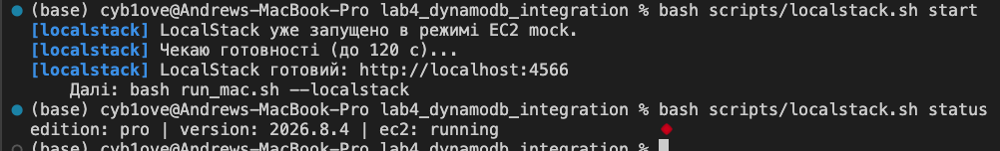 (base) cyb1ove@Andrews-MacBook-Pro lab4_dynamodb_integration % bash scripts/localstack.sh start
[localstack] LocalStack уже запущено в режимі EC2 mock.
[localstack] Чекаю готовності (до 120 с)...
[localstack] LocalStack готовий: http://localhost:4566
Далі: bash run_mac.sh --localstack
(base) cyb1ove@Andrews-MacBook-Pro lab4_dynamodb_integration % bash scripts/localstack.sh status
edition: pro | version: 2026.8.4 | ec2: running
(base) cyb1ove@Andrews-MacBook-Pro lab4_dynamodb_integration %